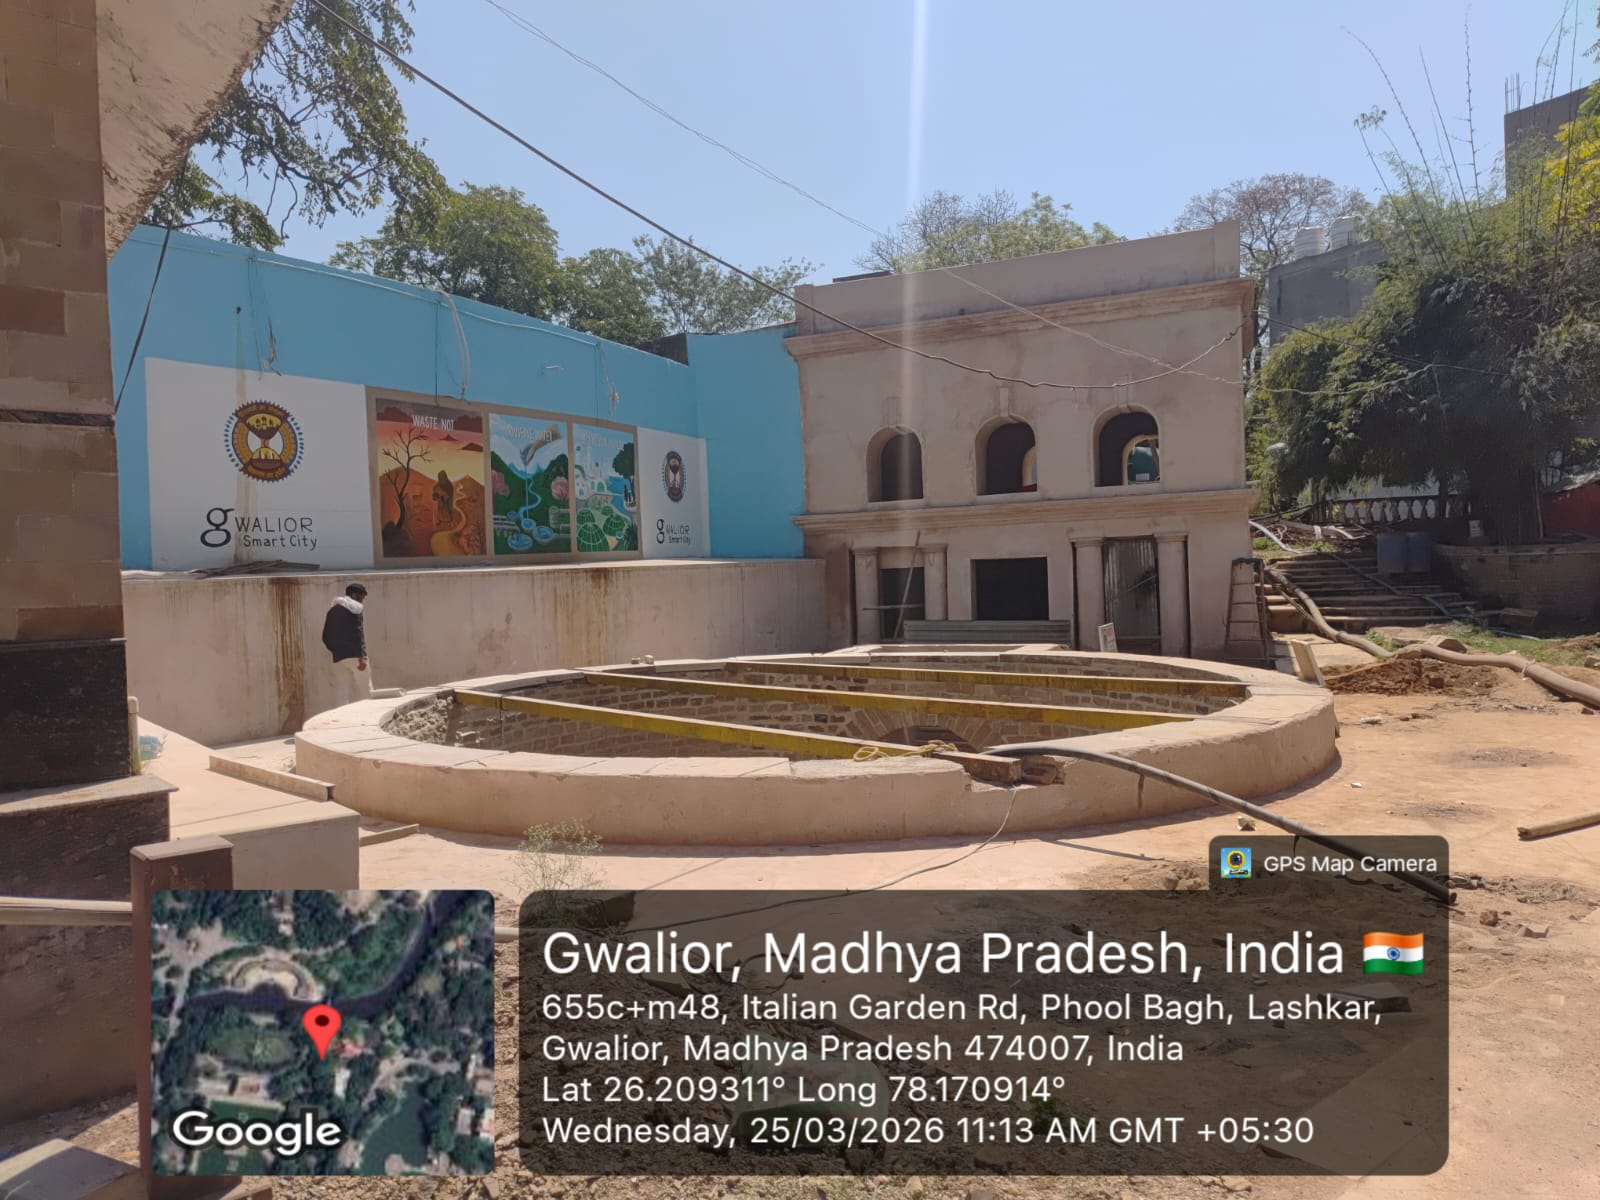 WASTE NOT
gWALIOR
Smart City
gWALIOR
Smart City
GPS Map Camera
Gwalior, Madhya Pradesh, India 🇮🇳
655c+m48, Italian Garden Rd, Phool Bagh, Lashkar,
Gwalior, Madhya Pradesh 474007, India
Lat 26.209311° Long 78.170914°
Wednesday, 25/03/2026 11:13 AM GMT +05:30
Google